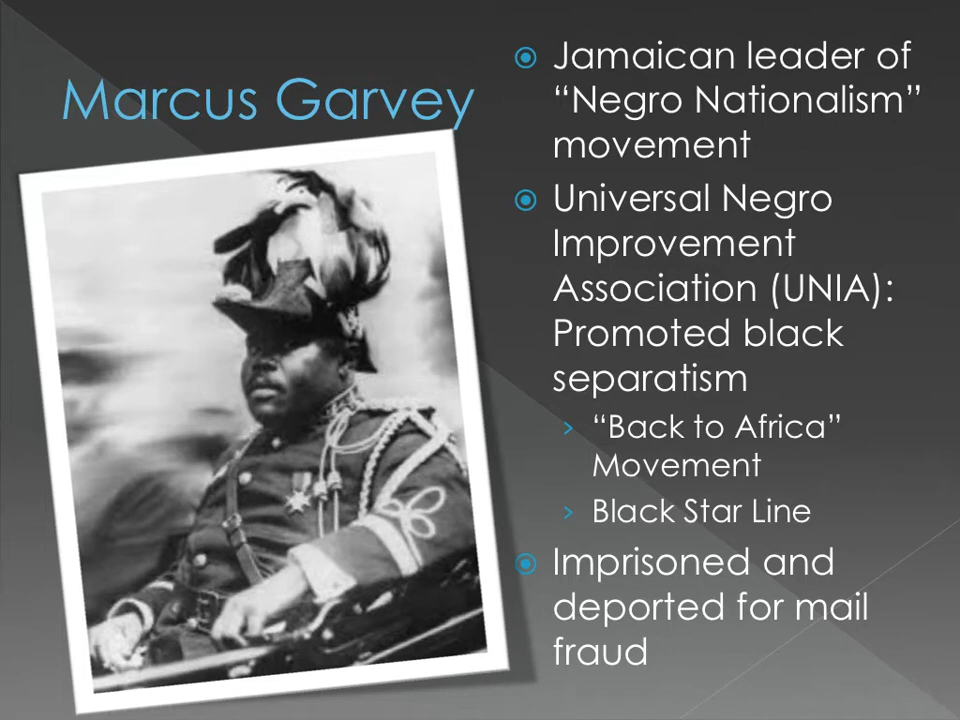 Marcus Garvey
Jamaican leader of
“Negro Nationalism”
movement
Universal Negro
Improvement
Association (UNIA):
Promoted black
separatism
“Back to Africa”
Movement
Black Star Line
Imprisoned and
deported for mail
fraud